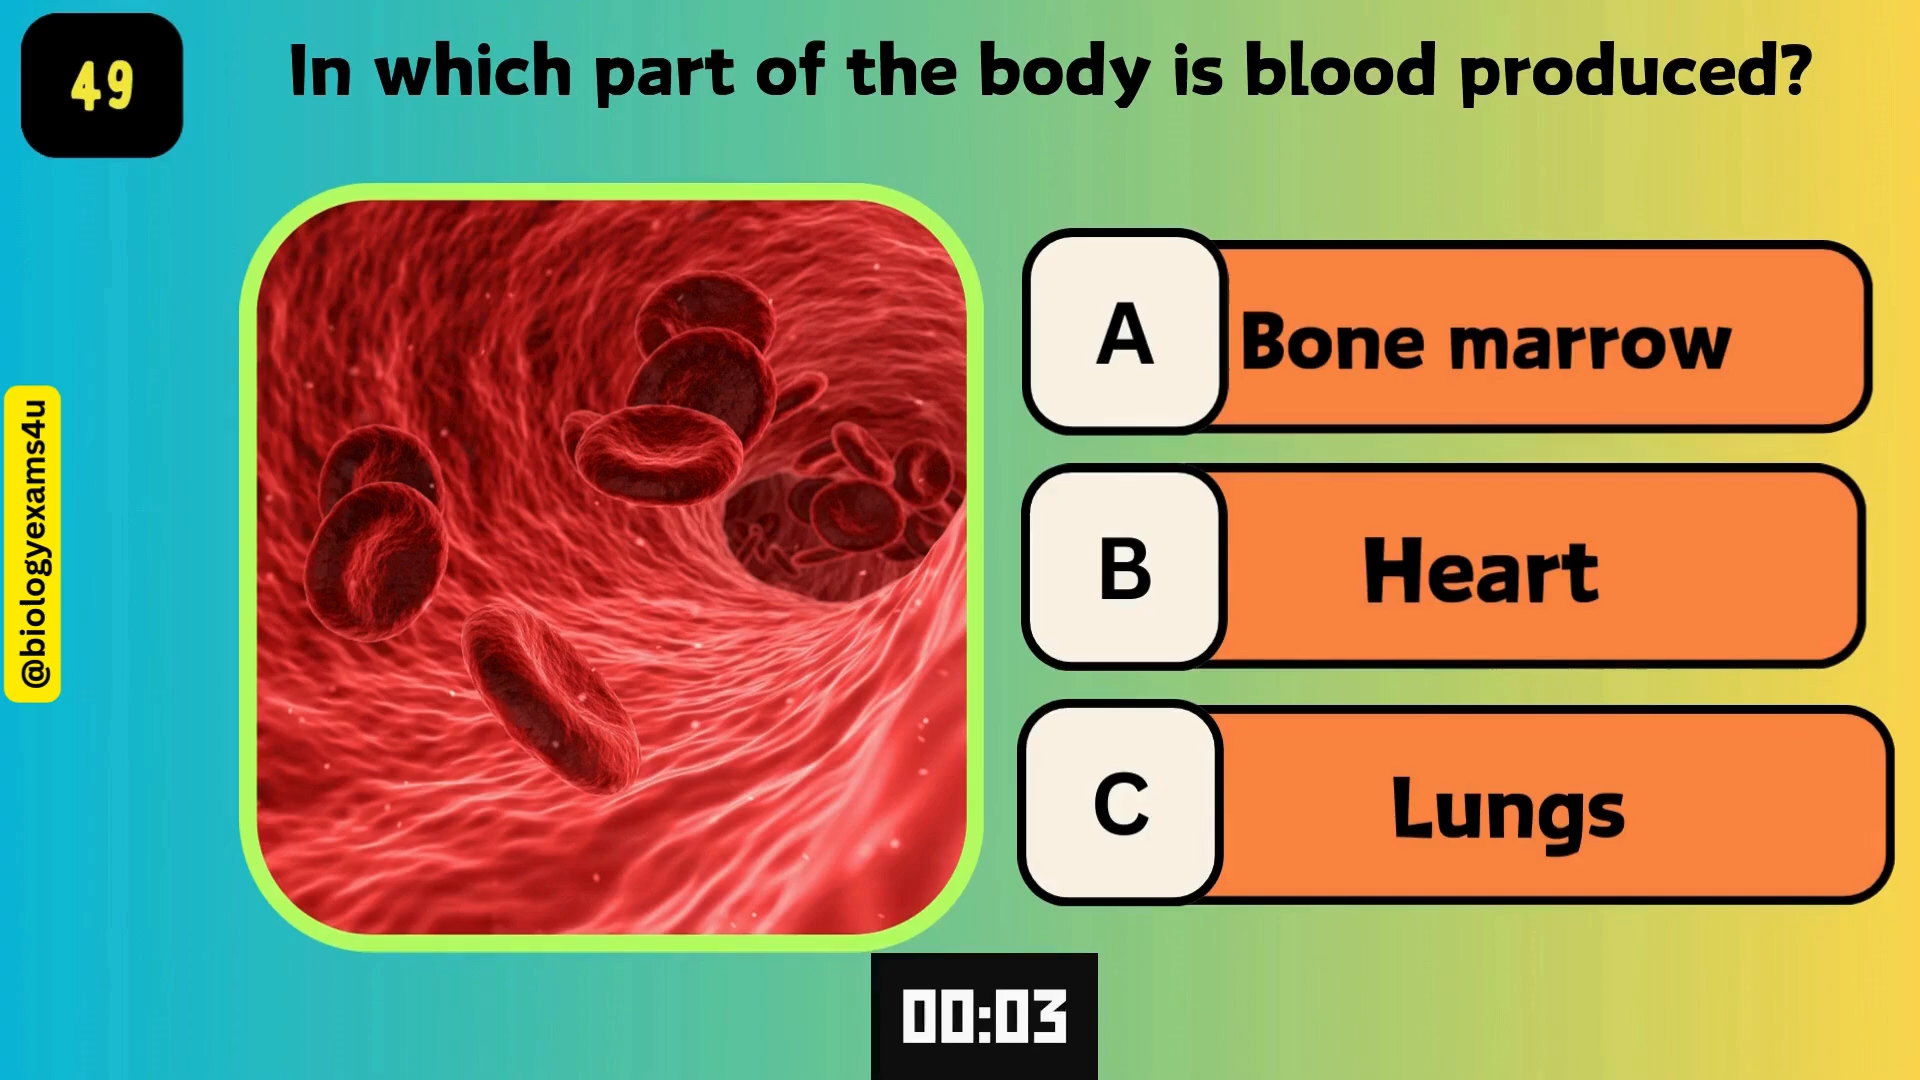 49
In which part of the body is blood produced?
@biologyexams4u
A
Bone marrow
B
Heart
C
Lungs
00:03